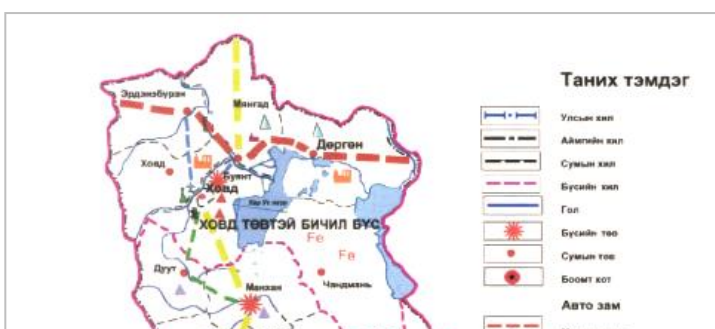 Таних тэмдэг
Эрдэнэбүрэн
Мянгад
Дөргөн
Ховд
Буянт
Ховд
ХОВД ТӨВТЭЙ БИЧИЛ БҮС
Fe
Fe
Дуут
Манхан
Чандмань
Улсын хил
Аймгийн хил
Сумын хил
Бүсийн хил
Гол
Бүсийн төв
Сумын төв
Боомт хот
Авто зам